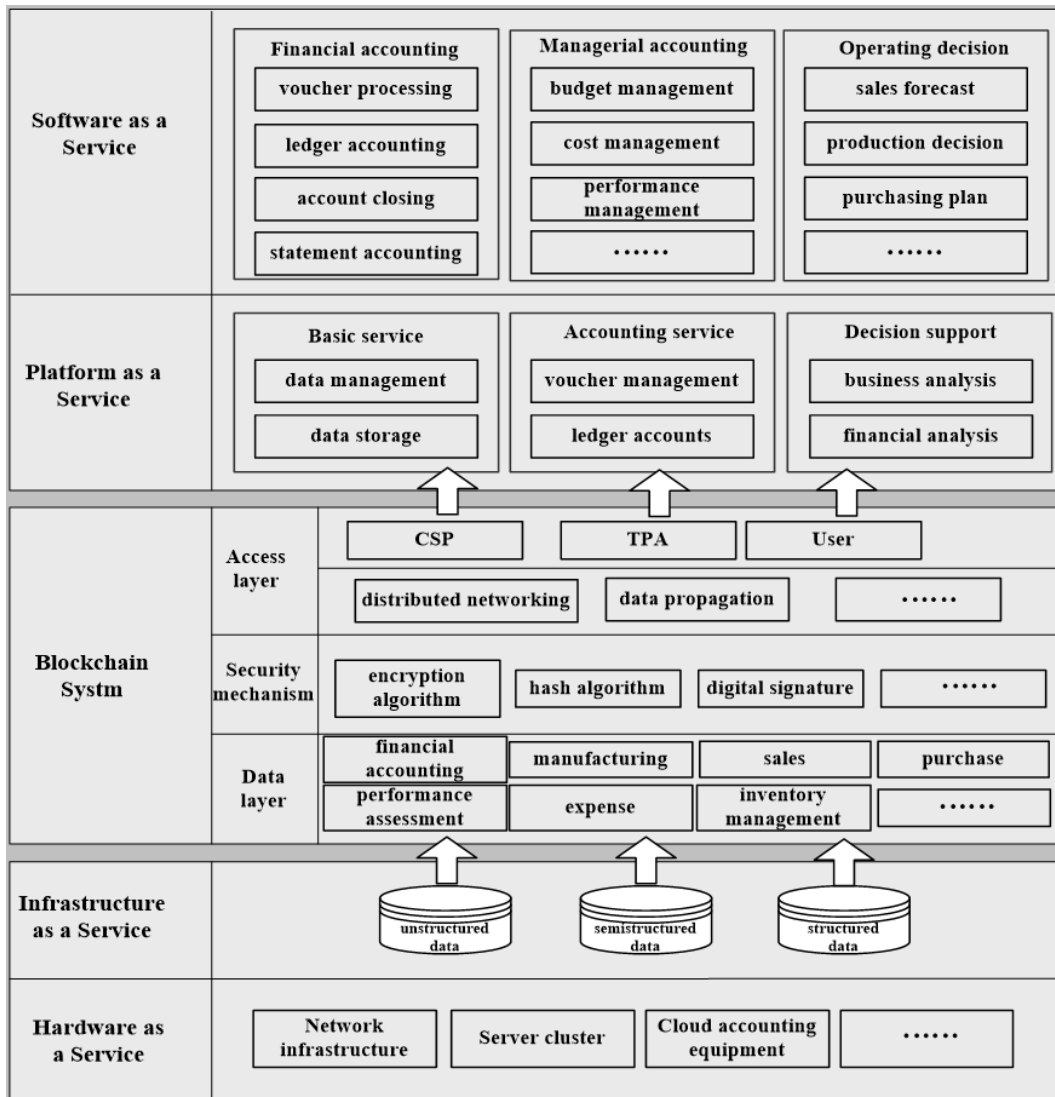 Software as a
Service
Financial accounting
voucher processing
ledger accounting
account closing
statement accounting
Managerial accounting
budget management
cost management
performance
management
······
Operating decision
sales forecast
production decision
purchasing plan
······
Platform as a
Service
Basic service
data management
data storage
Accounting service
voucher management
ledger accounts
Decision support
business analysis
financial analysis
Blockchain
Systm
Access
layer
CSP
TPA
User
distributed networking
data propagation
······
Security
mechanism
encryption
algorithm
hash algorithm
digital signature
······
Data
layer
financial
accounting
manufacturing
sales
purchase
performance
assessment
expense
inventory
management
······
Infrastructure
as a Service
unstructured
data
semistructured
data
structured
data
Hardware as
a Service
Network
infrastructure
Server cluster
Cloud accounting
equipment
······